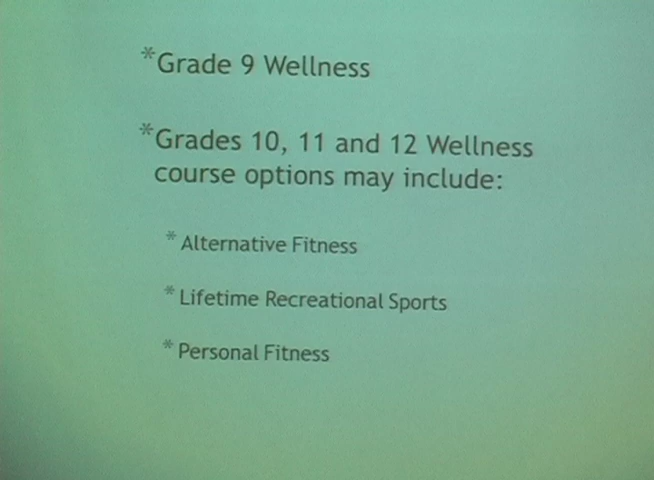 *Grade 9 Wellness
*Grades 10, 11 and 12 Wellness
course options may include:
*Alternative Fitness
*Lifetime Recreational Sports
*Personal Fitness